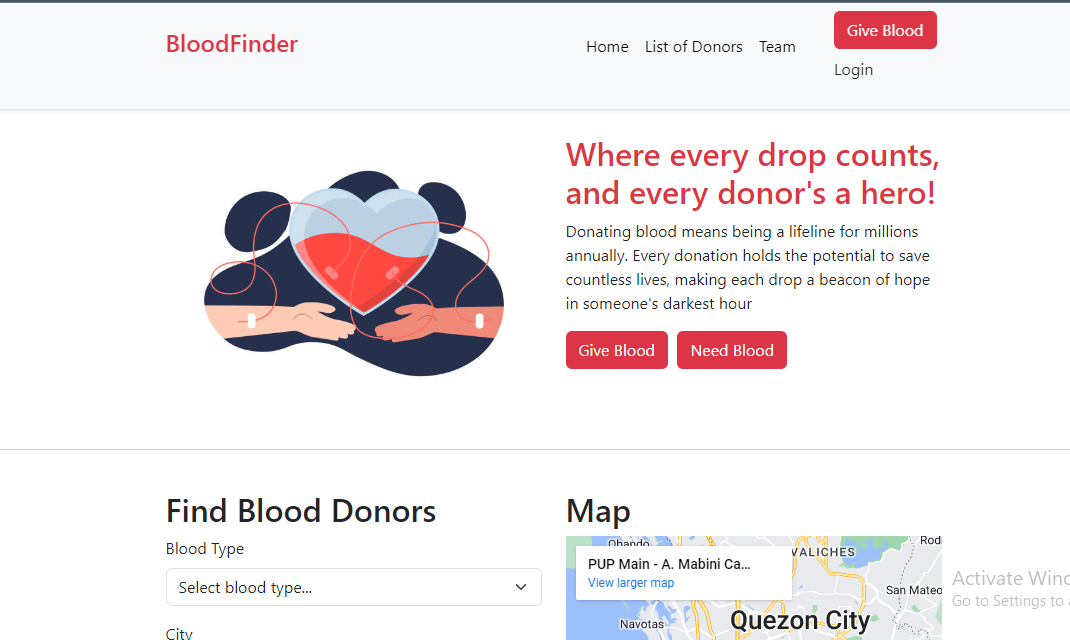 BloodFinder
Home
List of Donors
Team
Give Blood
Login
Where every drop counts,
and every donor's a hero!
Donating blood means being a lifeline for millions
annually. Every donation holds the potential to save
countless lives, making each drop a beacon of hope
in someone's darkest hour
Give Blood
Need Blood
Find Blood Donors
Blood Type
Select blood type...
City
Map
Obando
VALICHES
Rod
PUP Main - A. Mabini Ca...
View larger map
San Mateo
Quezon City
Navotas
Activate Wind
Go to Settings to a